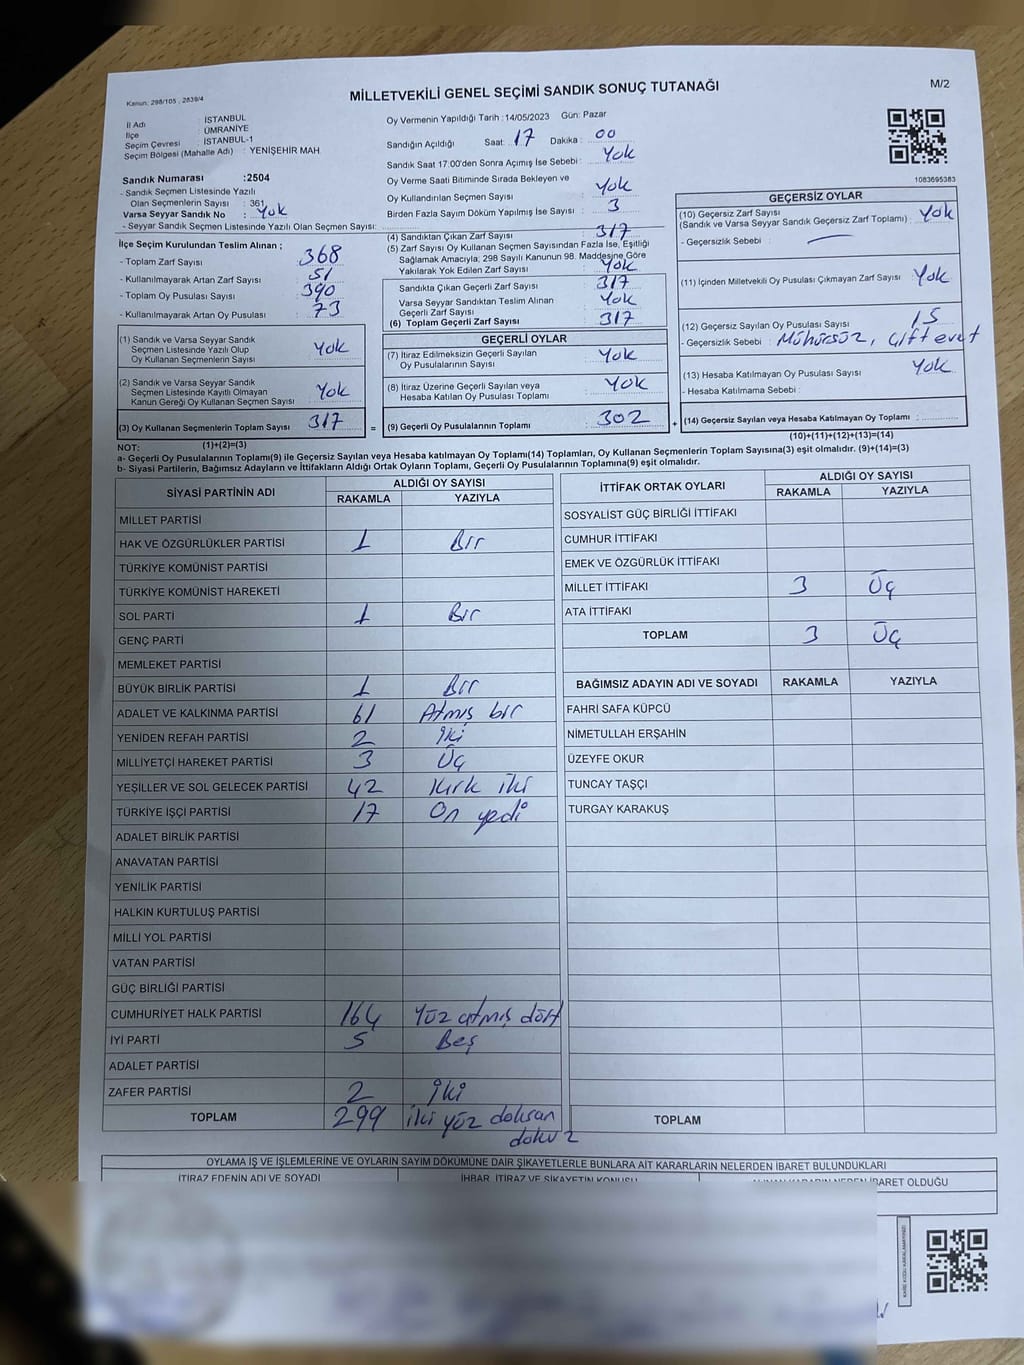 Kanun; 298/105 , 2839/4
MİLLETVEKİLİ GENEL SEÇİMİ SANDIK SONUÇ TUTANAĞI
M/2
İl Adı : İSTANBUL
İlçe : ÜMRANİYE
Seçim Çevresi : İSTANBUL-1
Seçim Bölgesi (Mahalle Adı) : YENİŞEHİR MAH
Oy Vermenin Yapıldığı Tarih :14/05/2023 Gün: Pazar
Sandığın Açıldığı Saat: 17 Dakika : 00
Sandık Saat 17:00'den Sonra Açımış İse Sebebi : Yok
Sandık Numarası :2504
- Sandık Seçmen Listesinde Yazılı
Olan Seçmenlerin Sayısı : 361
Varsa Seyyar Sandık No : Yok
- Seyyar Sandık Seçmen Listesinde Yazılı Olan Seçmen Sayısı:
Oy Verme Saati Bitiminde Sırada Bekleyen ve
Oy Kullandırılan Seçmen Sayısı : Yok
Birden Fazla Sayım Döküm Yapılmış İse Sayısı : 3
1083695383
İlçe Seçim Kurulundan Teslim Alınan ;
- Toplam Zarf Sayısı : 368
- Kullanılmayarak Artan Zarf Sayısı : 51
- Toplam Oy Pusulası Sayısı : 390
- Kullanılmayarak Artan Oy Pusulası : 73
(4) Sandıktan Çıkan Zarf Sayısı : 317
(5) Zarf Sayısı Oy Kullanan Seçmen Sayısından Fazla İse, Eşitliği
Sağlamak Amacıyla; 298 Sayılı Kanunun 98. Maddesine Göre
Yakılarak Yok Edilen Zarf Sayısı : Yok
Sandıkta Çıkan Geçerli Zarf Sayısı : 317
Varsa Seyyar Sandıktan Teslim Alınan
Geçerli Zarf Sayısı : Yok
(6) Toplam Geçerli Zarf Sayısı : 317
GEÇERSİZ OYLAR
(10) Geçersiz Zarf Sayısı
(Sandık ve Varsa Seyyar Sandık Geçersiz Zarf Toplamı) : Yok
- Geçersizlik Sebebi :
(11) İçinden Milletvekili Oy Pusulası Çıkmayan Zarf Sayısı : Yok
(12) Geçersiz Sayılan Oy Pusulası Sayısı : 15
- Geçersizlik Sebebi : Mühürsüz, Çift evet
(13) Hesaba Katılmayan Oy Pusulası Sayısı : Yok
- Hesaba Katılmama Sebebi :
(1) Sandık ve Varsa Seyyar Sandık
Seçmen Listesinde Yazılı Olup
Oy Kullanan Seçmenlerin Sayısı : Yok
(2) Sandık ve Varsa Seyyar Sandık
Seçmen Listesinde Kayıtlı Olmayan
Kanun Gereği Oy Kullanan Seçmen Sayısı : Yok
GEÇERLİ OYLAR
(7) İtiraz Edilmeksizin Geçerli Sayılan
Oy Pusulalarının Sayısı : Yok
(8) İtiraz Üzerine Geçerli Sayılan veya
Hesaba Katılan Oy Pusulası Toplamı : Yok
(3) Oy Kullanan Seçmenlerin Toplam Sayısı : 317 = (9) Geçerli Oy Pusulalarının Toplamı : 302 + (14) Geçersiz Sayılan veya Hesaba Katılmayan Oy Toplamı :
NOT: (1)+(2)=(3) (10)+(11)+(12)+(13)=(14)
a- Geçerli Oy Pusulalarının Toplamı(9) ile Geçersiz Sayılan veya Hesaba katılmayan Oy Toplamı(14) Toplamları, Oy Kullanan Seçmenlerin Toplam Sayısına(3) eşit olmalıdır. (9)+(14)=(3)
b- Siyasi Partilerin, Bağımsız Adayların ve İttifakların Aldığı Ortak Oyların Toplamı, Geçerli Oy Pusulalarının Toplamına(9) eşit olmalıdır.
SİYASİ PARTİNİN ADI ALDIĞI OY SAYISI
RAKAMLA YAZIYLA
MİLLET PARTİSİ
HAK VE ÖZGÜRLÜKLER PARTİSİ 1 Bir
TÜRKİYE KOMÜNİST PARTİSİ
TÜRKİYE KOMÜNİST HAREKETİ
SOL PARTİ 1 Bir
GENÇ PARTİ
MEMLEKET PARTİSİ
BÜYÜK BİRLİK PARTİSİ 1 Bir
ADALET VE KALKINMA PARTİSİ 61 Atmış bir
YENİDEN REFAH PARTİSİ 2 İki
MİLLİYETÇİ HAREKET PARTİSİ 3 Üç
YEŞİLLER VE SOL GELECEK PARTİSİ 42 Kırk iki
TÜRKİYE İŞÇİ PARTİSİ 17 On yedi
ADALET BİRLİK PARTİSİ
ANAVATAN PARTİSİ
YENİLİK PARTİSİ
HALKIN KURTULUŞ PARTİSİ
MİLLİ YOL PARTİSİ
VATAN PARTİSİ
GÜÇ BİRLİĞİ PARTİSİ
CUMHURİYET HALK PARTİSİ 164 Yüz atmış dört
İYİ PARTİ 5 Beş
ADALET PARTİSİ
ZAFER PARTİSİ 2 İki
TOPLAM 299 iki yüz doksan
dokuz
İTTİFAK ORTAK OYLARI ALDIĞI OY SAYISI
RAKAMLA YAZIYLA
SOSYALİST GÜÇ BİRLİĞİ İTTİFAKI
CUMHUR İTTİFAKI
EMEK VE ÖZGÜRLÜK İTTİFAKI
MİLLET İTTİFAKI 3 Üç
ATA İTTİFAKI
TOPLAM 3 Üç
BAĞIMSIZ ADAYIN ADI VE SOYADI RAKAMLA YAZIYLA
FAHRİ SAFA KÜPCÜ
NİMETULLAH ERŞAHİN
ÜZEYFE OKUR
TUNCAY TAŞÇI
TURGAY KARAKUŞ
TOPLAM
OYLAMA İŞ VE İŞLEMLERİNE VE OYLARIN SAYIM DÖKÜMÜNE DAİR ŞİKAYETLERLE BUNLARA AİT KARARLARIN NELERDEN İBARET BULUNDUKLARI
İTİRAZ EDENİN ADI VE SOYADI İHBAR, İTİRAZ VE ŞİKAYETİN KONUSU İBARET OLDUĞU